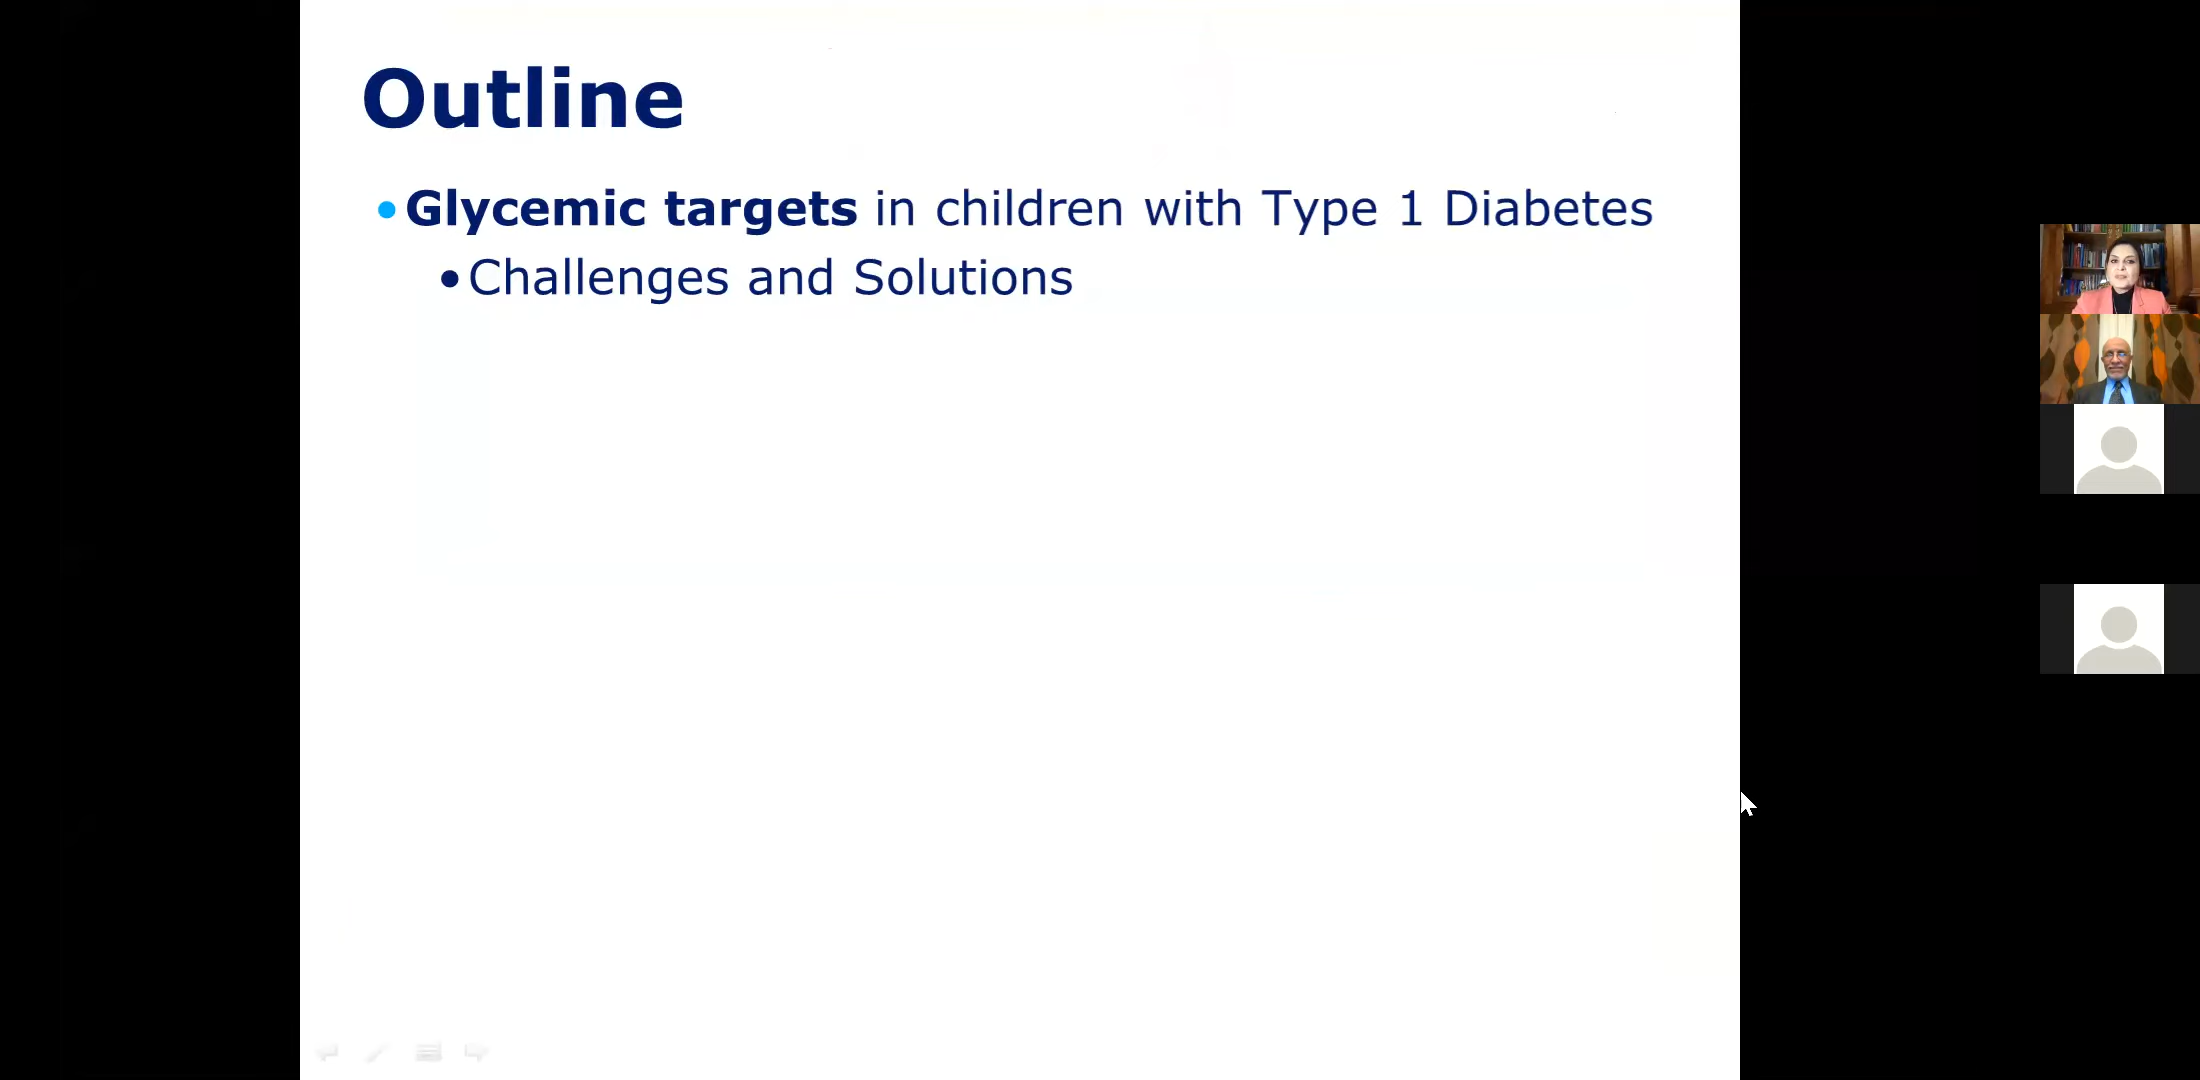 Outline
• Glycemic targets in children with Type 1 Diabetes
• Challenges and Solutions